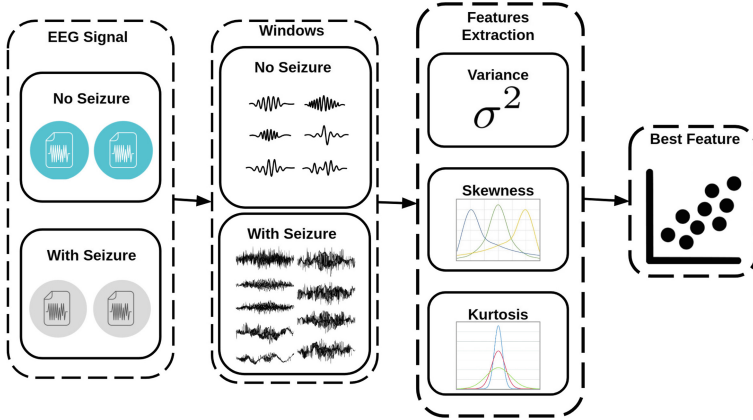 EEG Signal
No Seizure
With Seizure
Windows
No Seizure
With Seizure
Features
Extraction
Variance
σ²
Skewness
Kurtosis
Best Feature